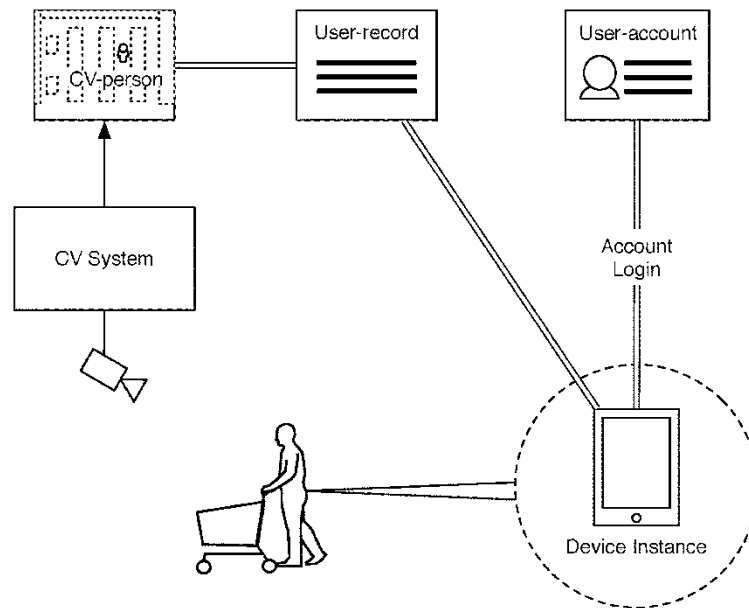 CV-person
User-record
User-account
CV System
Account
Login
Device Instance